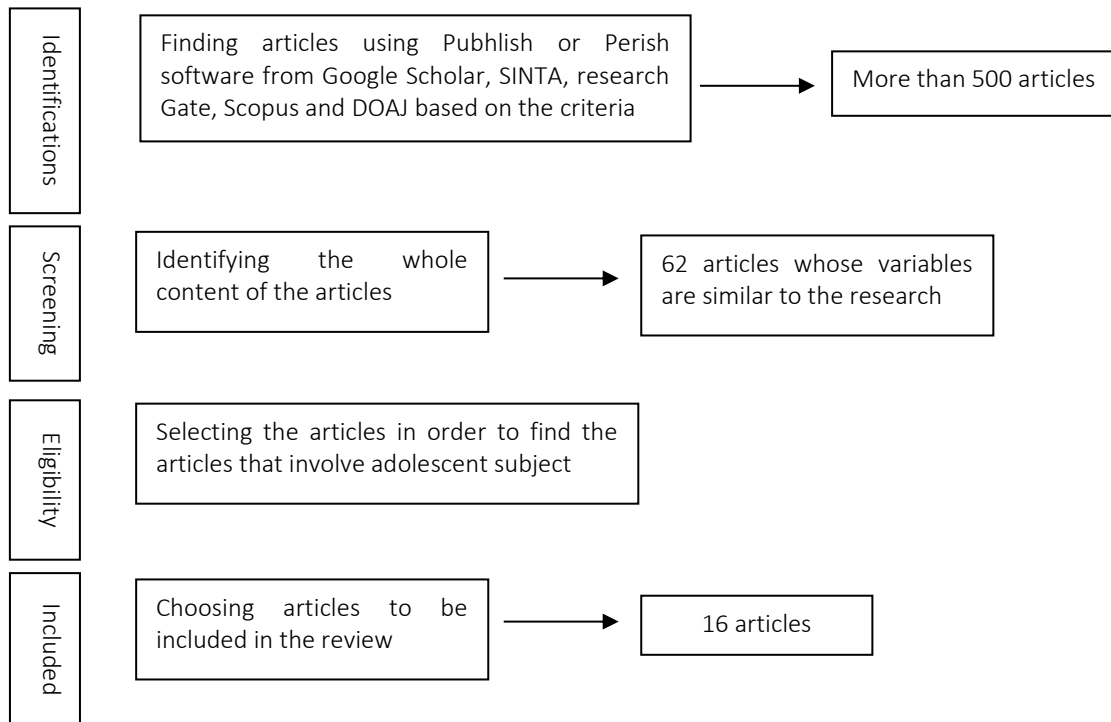 Identifications
Finding articles using Pubhlish or Perish
software from Google Scholar, SINTA, research
Gate, Scopus and DOAJ based on the criteria
More than 500 articles
Screening
Identifying the whole
content of the articles
62 articles whose variables
are similar to the research
Eligibility
Selecting the articles in order to find the
articles that involve adolescent subject
Included
Choosing articles to be
included in the review
16 articles